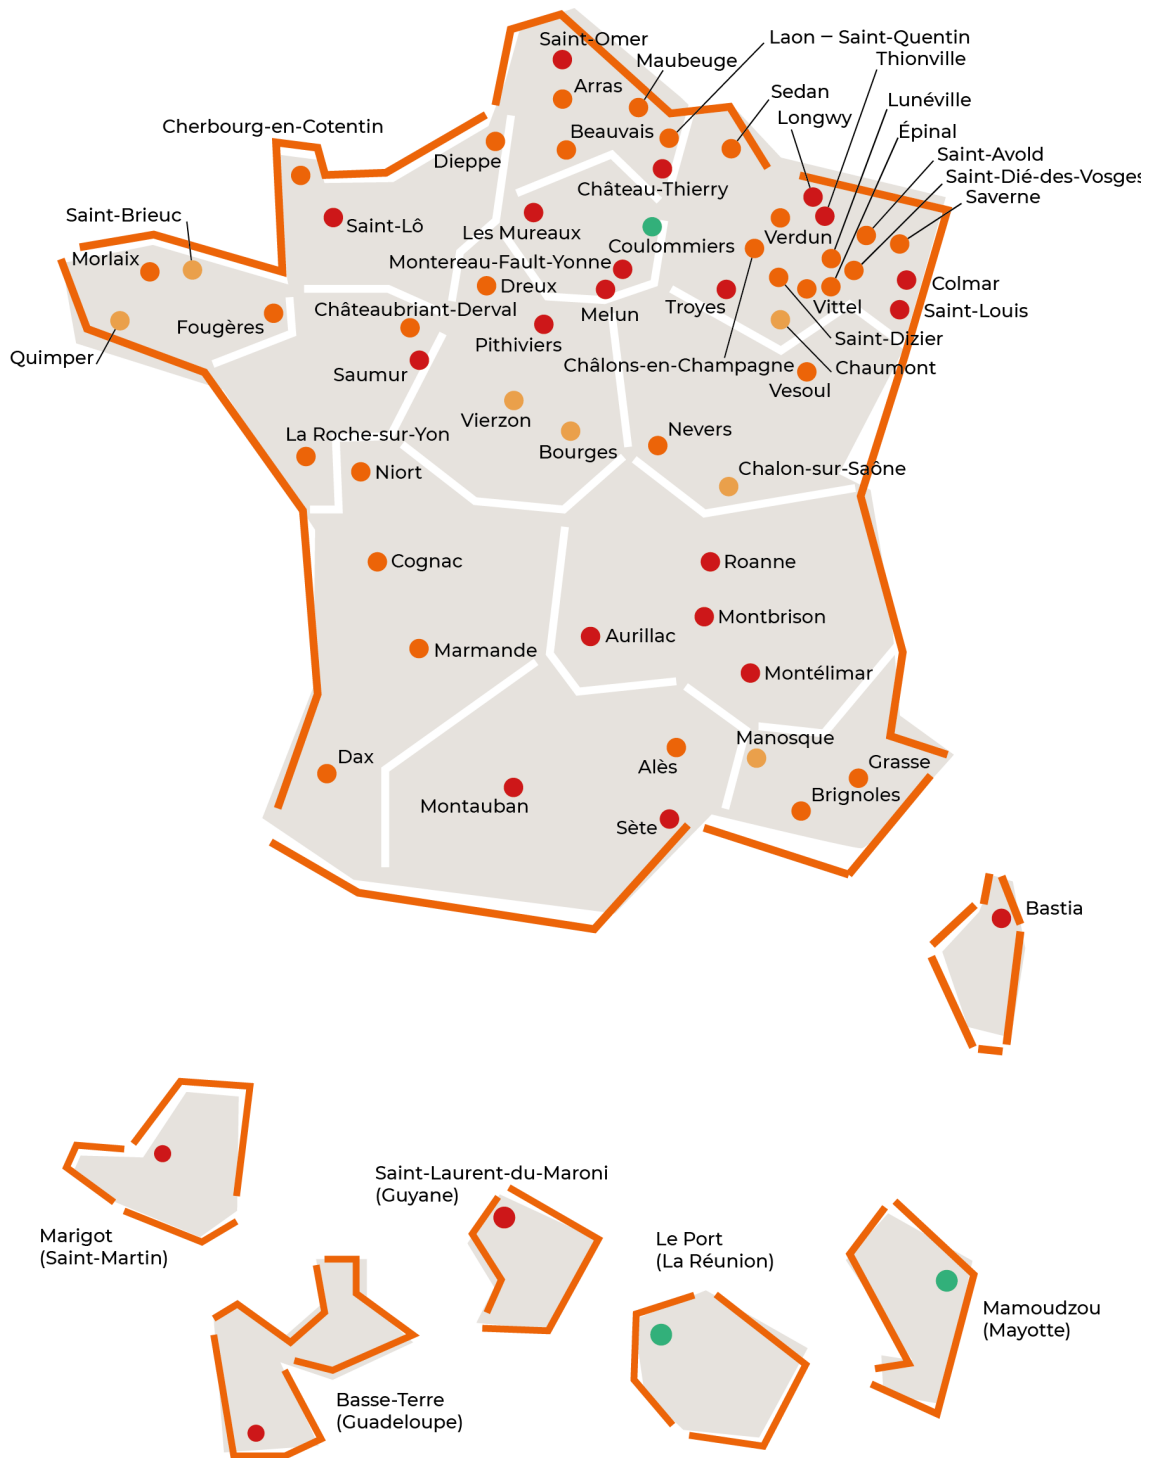 Saint-Omer
Laon – Saint-Quentin
Maubeuge
Thionville
Arras
Sedan
Lunéville
Longwy
Cherbourg-en-Cotentin
Beauvais
Épinal
Dieppe
Saint-Avold
Saint-Dié-des-Vosges
Château-Thierry
Saverne
Saint-Brieuc
Saint-Lô
Les Mureaux
Verdun
Coulommiers
Morlaix
Montereau-Fault-Yonne
Dreux
Colmar
Châteaubriant-Derval
Melun
Troyes
Vittel
Saint-Louis
Fougères
Pithiviers
Saint-Dizier
Quimper
Châlons-en-Champagne
Chaumont
Saumur
Vesoul
Vierzon
La Roche-sur-Yon
Nevers
Bourges
Niort
Chalon-sur-Saône
Cognac
Roanne
Montbrison
Aurillac
Marmande
Montélimar
Manosque
Dax
Alès
Grasse
Brignoles
Montauban
Sète
Bastia
Saint-Laurent-du-Maroni
(Guyane)
Marigot
(Saint-Martin)
Le Port
(La Réunion)
Mamoudzou
(Mayotte)
Basse-Terre
(Guadeloupe)